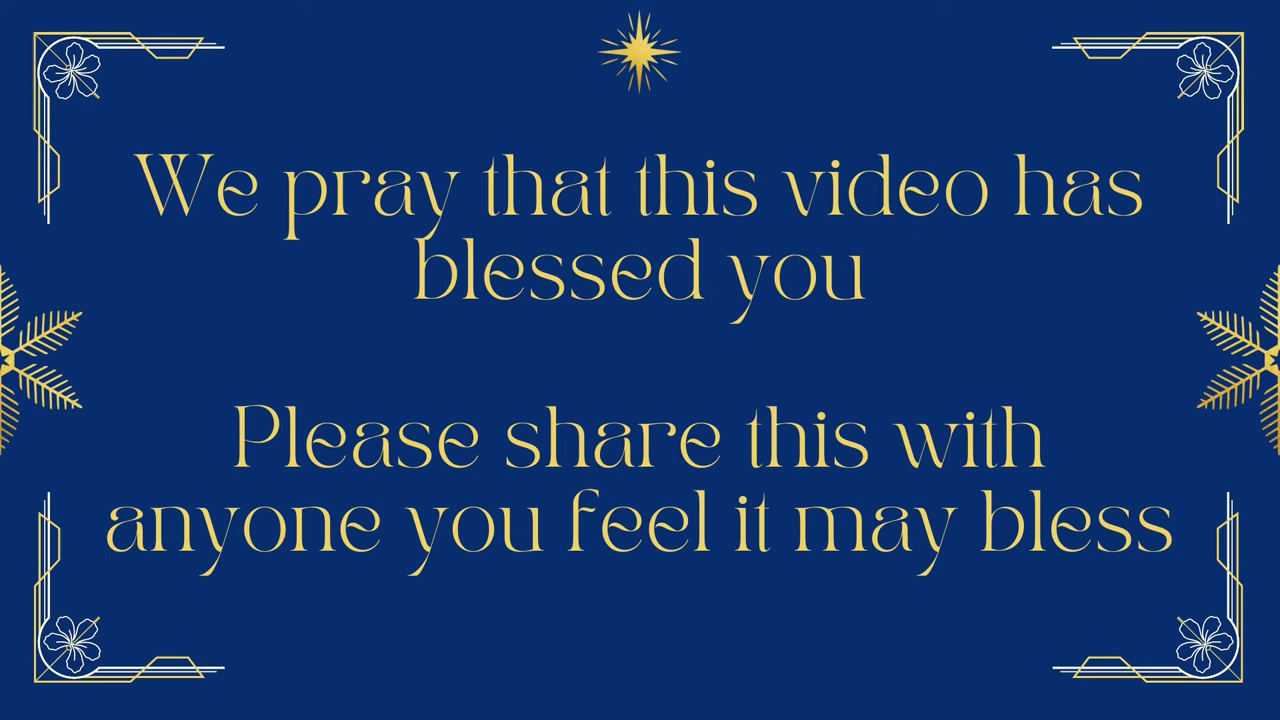 We pray that this video has
blessed you
Please share this with
anyone you feel it may bless